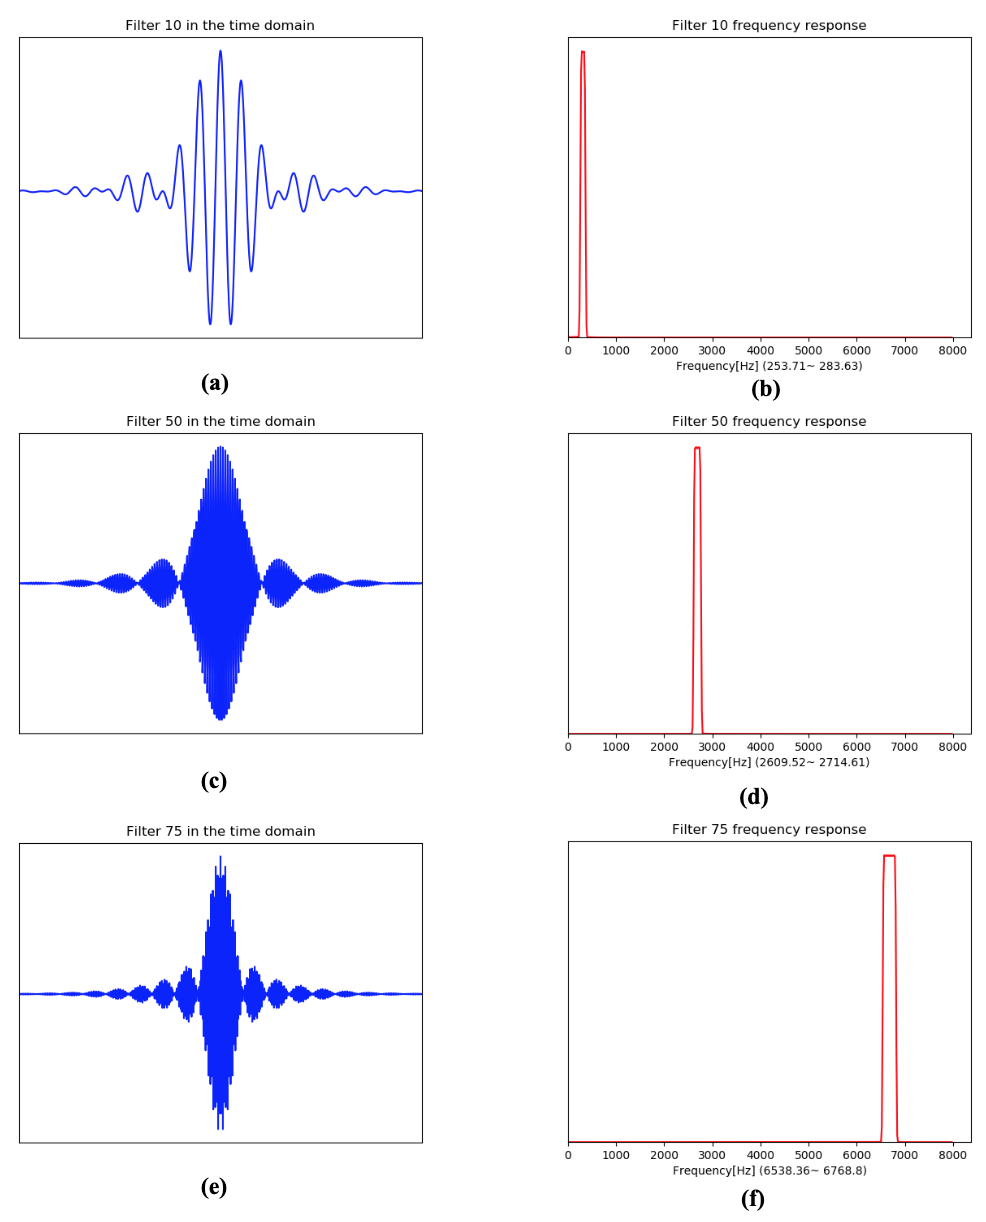 Filter 10 in the time domain
Filter 10 frequency response
0 1000 2000 3000 4000 5000 6000 7000 8000
Frequency[Hz] (253.71~ 283.63)
(a)
(b)
Filter 50 in the time domain
Filter 50 frequency response
0 1000 2000 3000 4000 5000 6000 7000 8000
Frequency[Hz] (2609.52~ 2714.61)
(c)
(d)
Filter 75 in the time domain
Filter 75 frequency response
0 1000 2000 3000 4000 5000 6000 7000 8000
Frequency[Hz] (6538.36~ 6768.8)
(e)
(f)